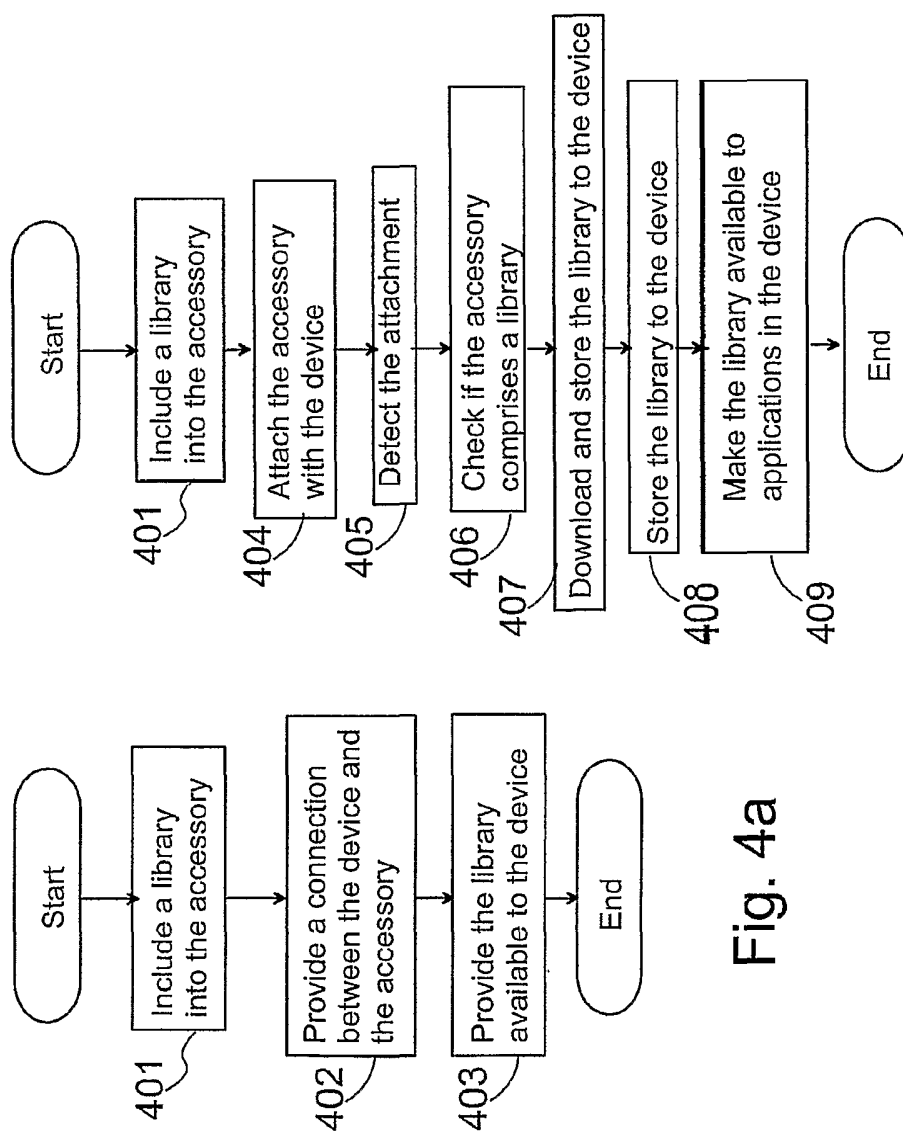 Start
401
Include a library
into the accessory
402
Provide a connection
between the device and
the accessory
403
Provide the library
available to the device
End
Fig. 4a
Start
401
Include a library
into the accessory
404
Attach the accessory
with the device
405
Detect the attachment
406
Check if the accessory
comprises a library
407
Download and store the library to the device
408
Store the library to the device
409
Make the library available to
applications in the device
End